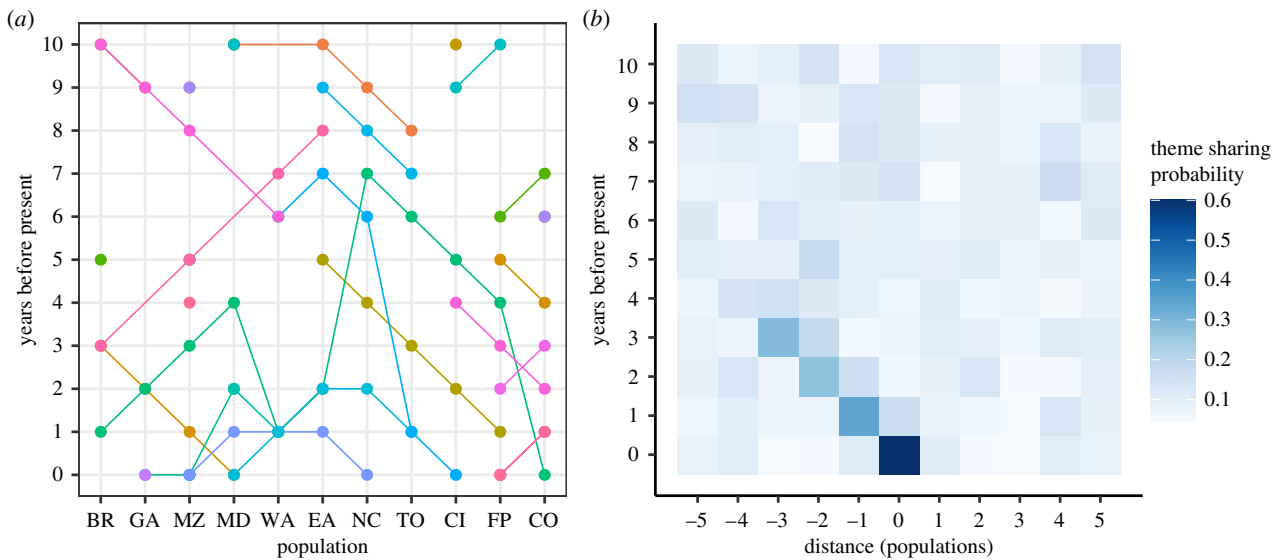 (a)
years before present
10
9
8
7
6
5
4
3
2
1
0
BR GA MZ MD WA EA NC TO CI FP CO
population
(b)
years before present
10
9
8
7
6
5
4
3
2
1
0
–5 –4 –3 –2 –1 0 1 2 3 4 5
distance (populations)
theme sharing
probability
0.6
0.5
0.4
0.3
0.2
0.1